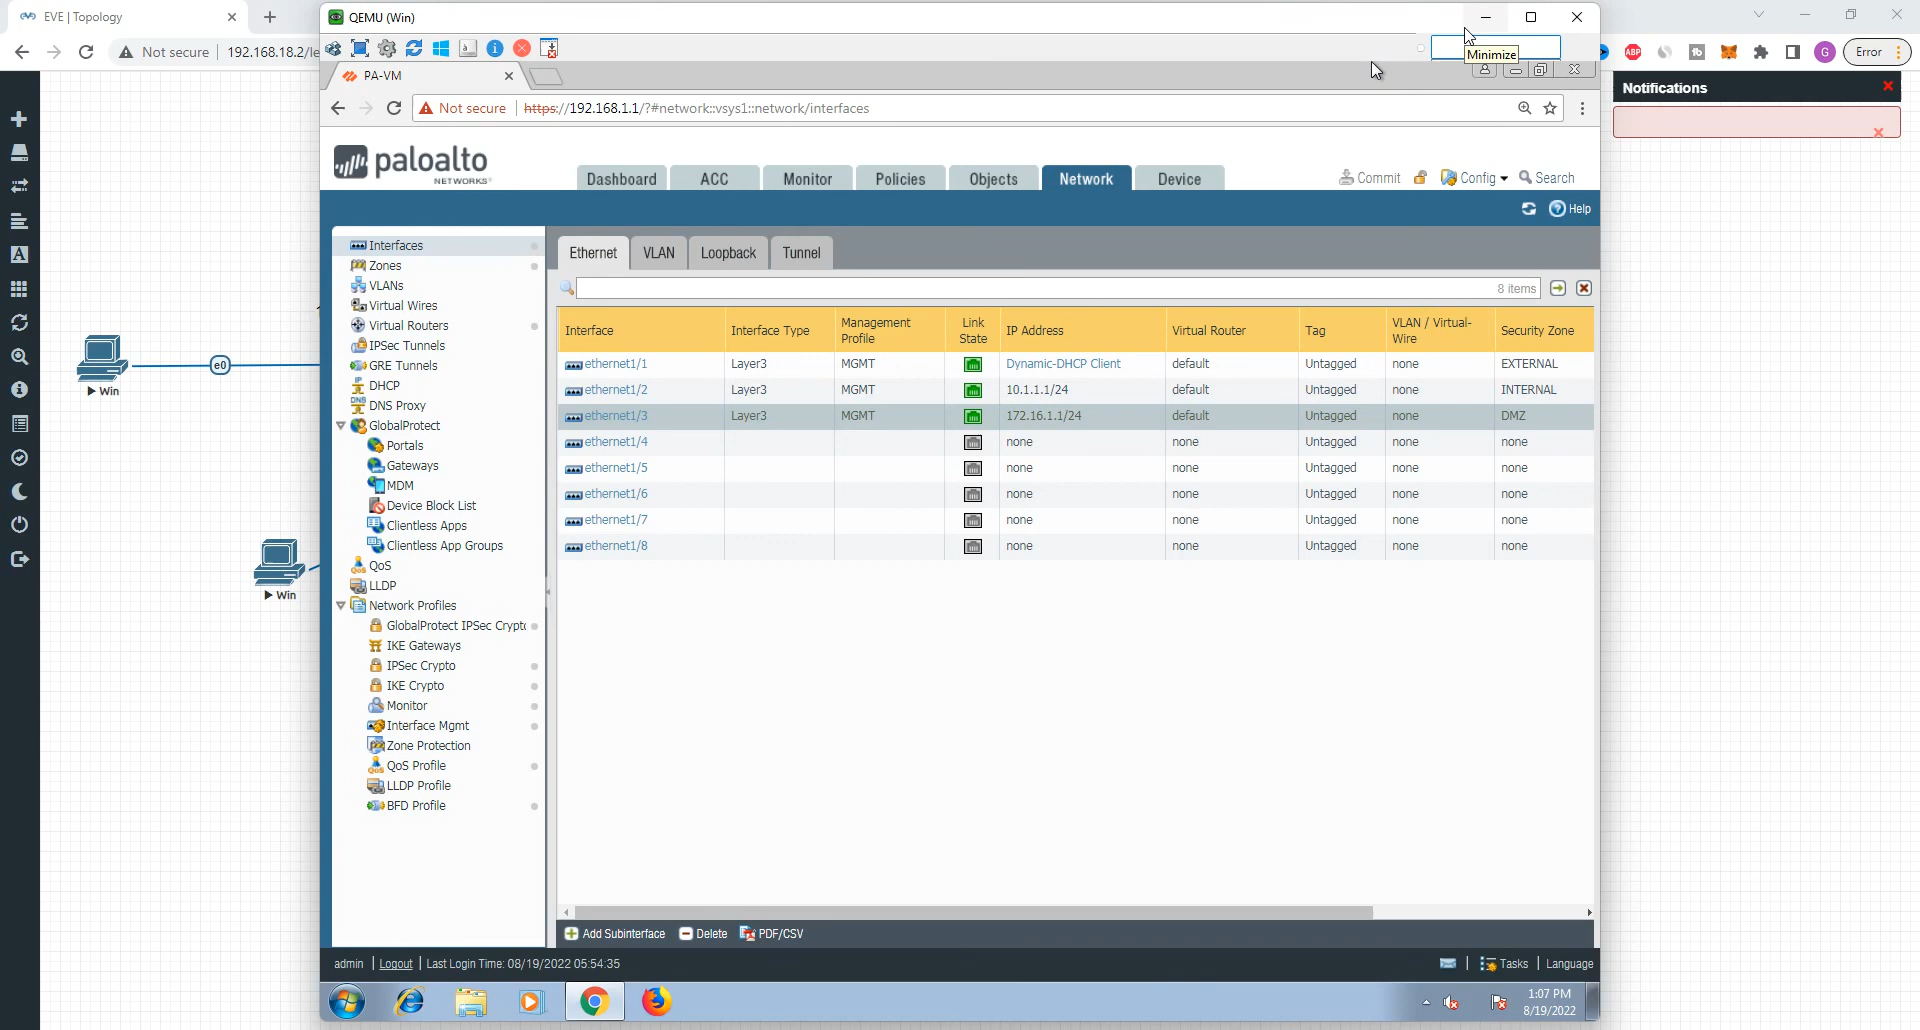 EVE | Topology
QEMU (Win)
Not secure
192.168.18.2/le
Error
Minimize
PA-VM
Notifications
Not secure
https://192.168.1.1/?#network::vsys1::network/interfaces
paloalto
NETWORKS
Dashboard
ACC
Monitor
Policies
Objects
Network
Device
Commit
Config
Search
Help
Interfaces
Zones
VLANs
Virtual Wires
Virtual Routers
IPSec Tunnels
GRE Tunnels
DHCP
DNS Proxy
GlobalProtect
Portals
Gateways
MDM
Device Block List
Clientless Apps
Clientless App Groups
QoS
LLDP
Network Profiles
GlobalProtect IPSec Crypto
IKE Gateways
IPSec Crypto
IKE Crypto
Monitor
Interface Mgmt
Zone Protection
QoS Profile
LLDP Profile
BFD Profile
Ethernet
VLAN
Loopback
Tunnel
8 items
Interface Interface Type Management Profile Link State IP Address Virtual Router Tag VLAN / Virtual-Wire Security Zone
ethernet1/1 Layer3 MGMT Dynamic-DHCP Client default Untagged none EXTERNAL
ethernet1/2 Layer3 MGMT 10.1.1.1/24 default Untagged none INTERNAL
ethernet1/3 Layer3 MGMT 172.16.1.1/24 default Untagged none DMZ
ethernet1/4 none none Untagged none none
ethernet1/5 none none Untagged none none
ethernet1/6 none none Untagged none none
ethernet1/7 none none Untagged none none
ethernet1/8 none none Untagged none none
e0
Win
Win
Add Subinterface
Delete
PDF/CSV
admin
Logout
Last Login Time: 08/19/2022 05:54:35
Tasks
Language
1:07 PM
8/19/2022